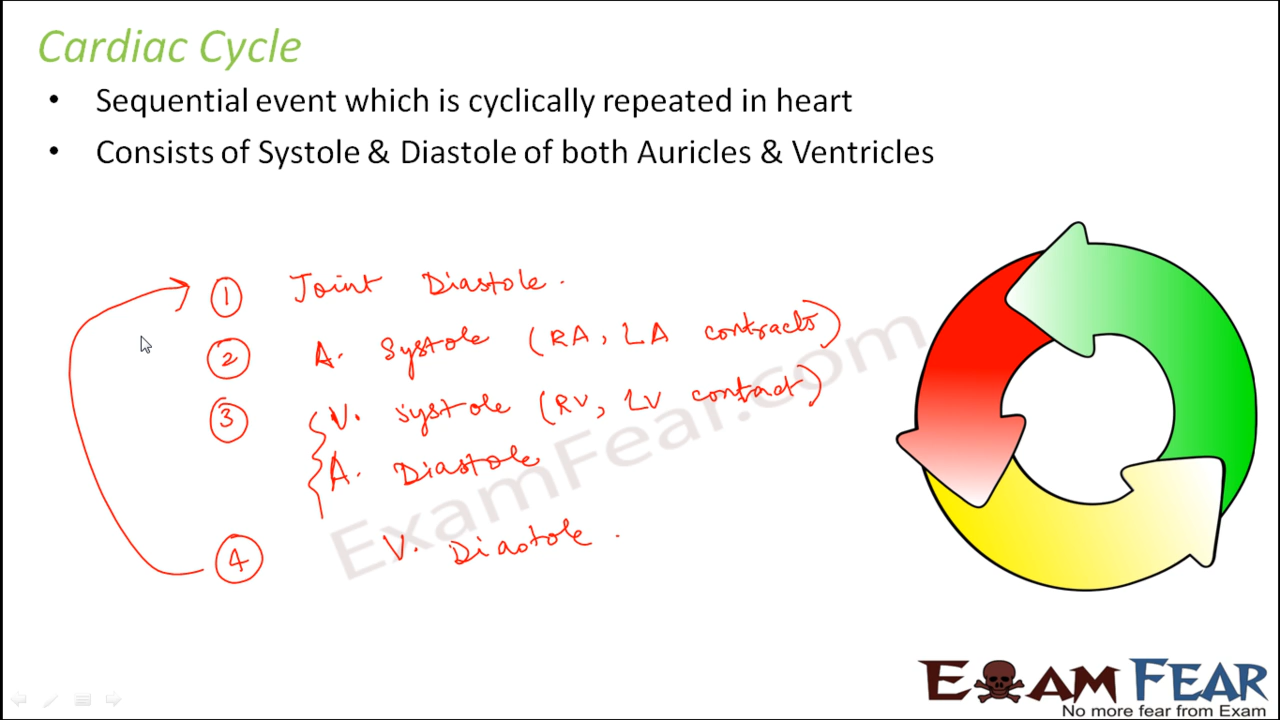 Cardiac Cycle
• Sequential event which is cyclically repeated in heart
• Consists of Systole & Diastole of both Auricles & Ventricles
① Joint Diastole.
② A. Systole (RA, LA contracts)
③ V. Systole (RV, LV contract)
A. Diastole
④ V. Diastole.
ExamFear.com
EXAM FEAR
No more fear from Exam